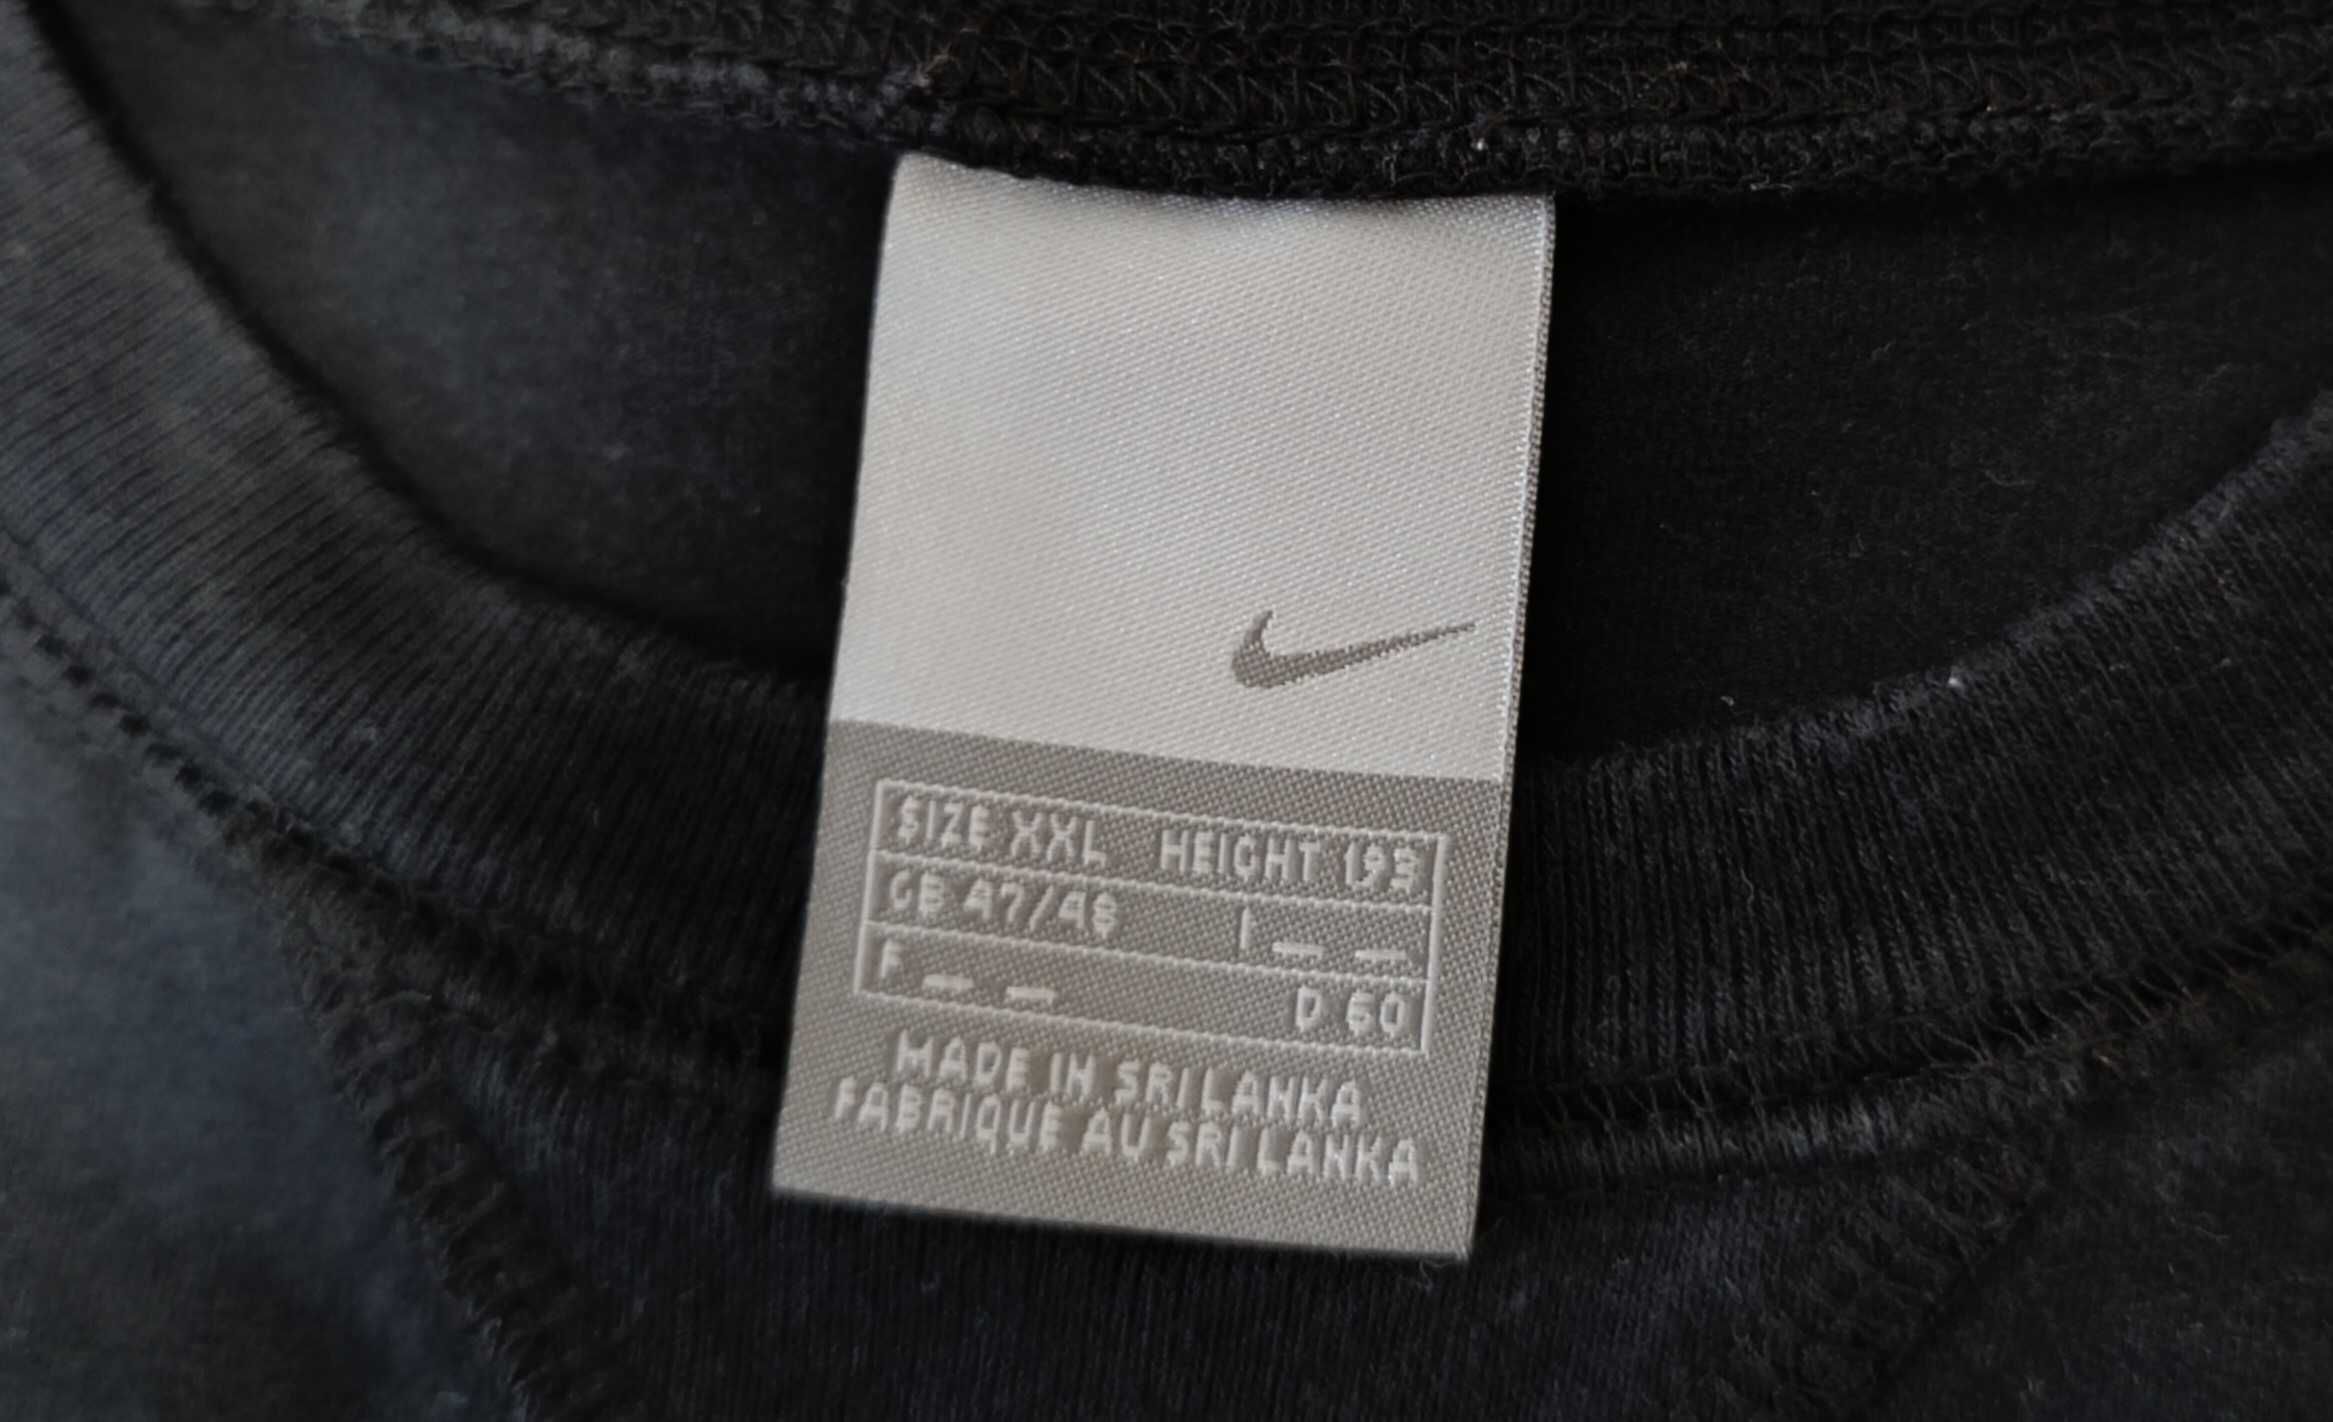 SIZE XXL HEIGHT 193
GB 47/48 I _ _
F _ _ D 60
MADE IN SRI LANKA
FABRIQUE AU SRI LANKA